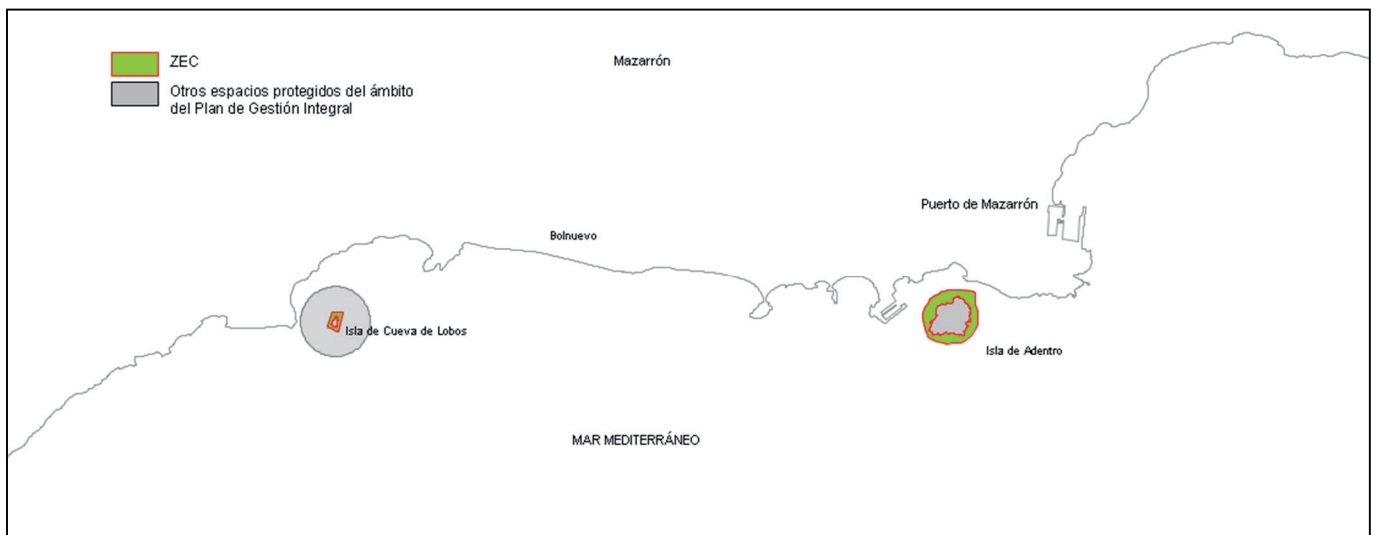 ZEC
Otros espacios protegidos del ámbito
del Plan de Gestión Integral
Mazarrón
Puerto de Mazarrón
Bolnuevo
Isla de Cueva de Lobos
Isla de Adentro
MAR MEDITERRÁNEO